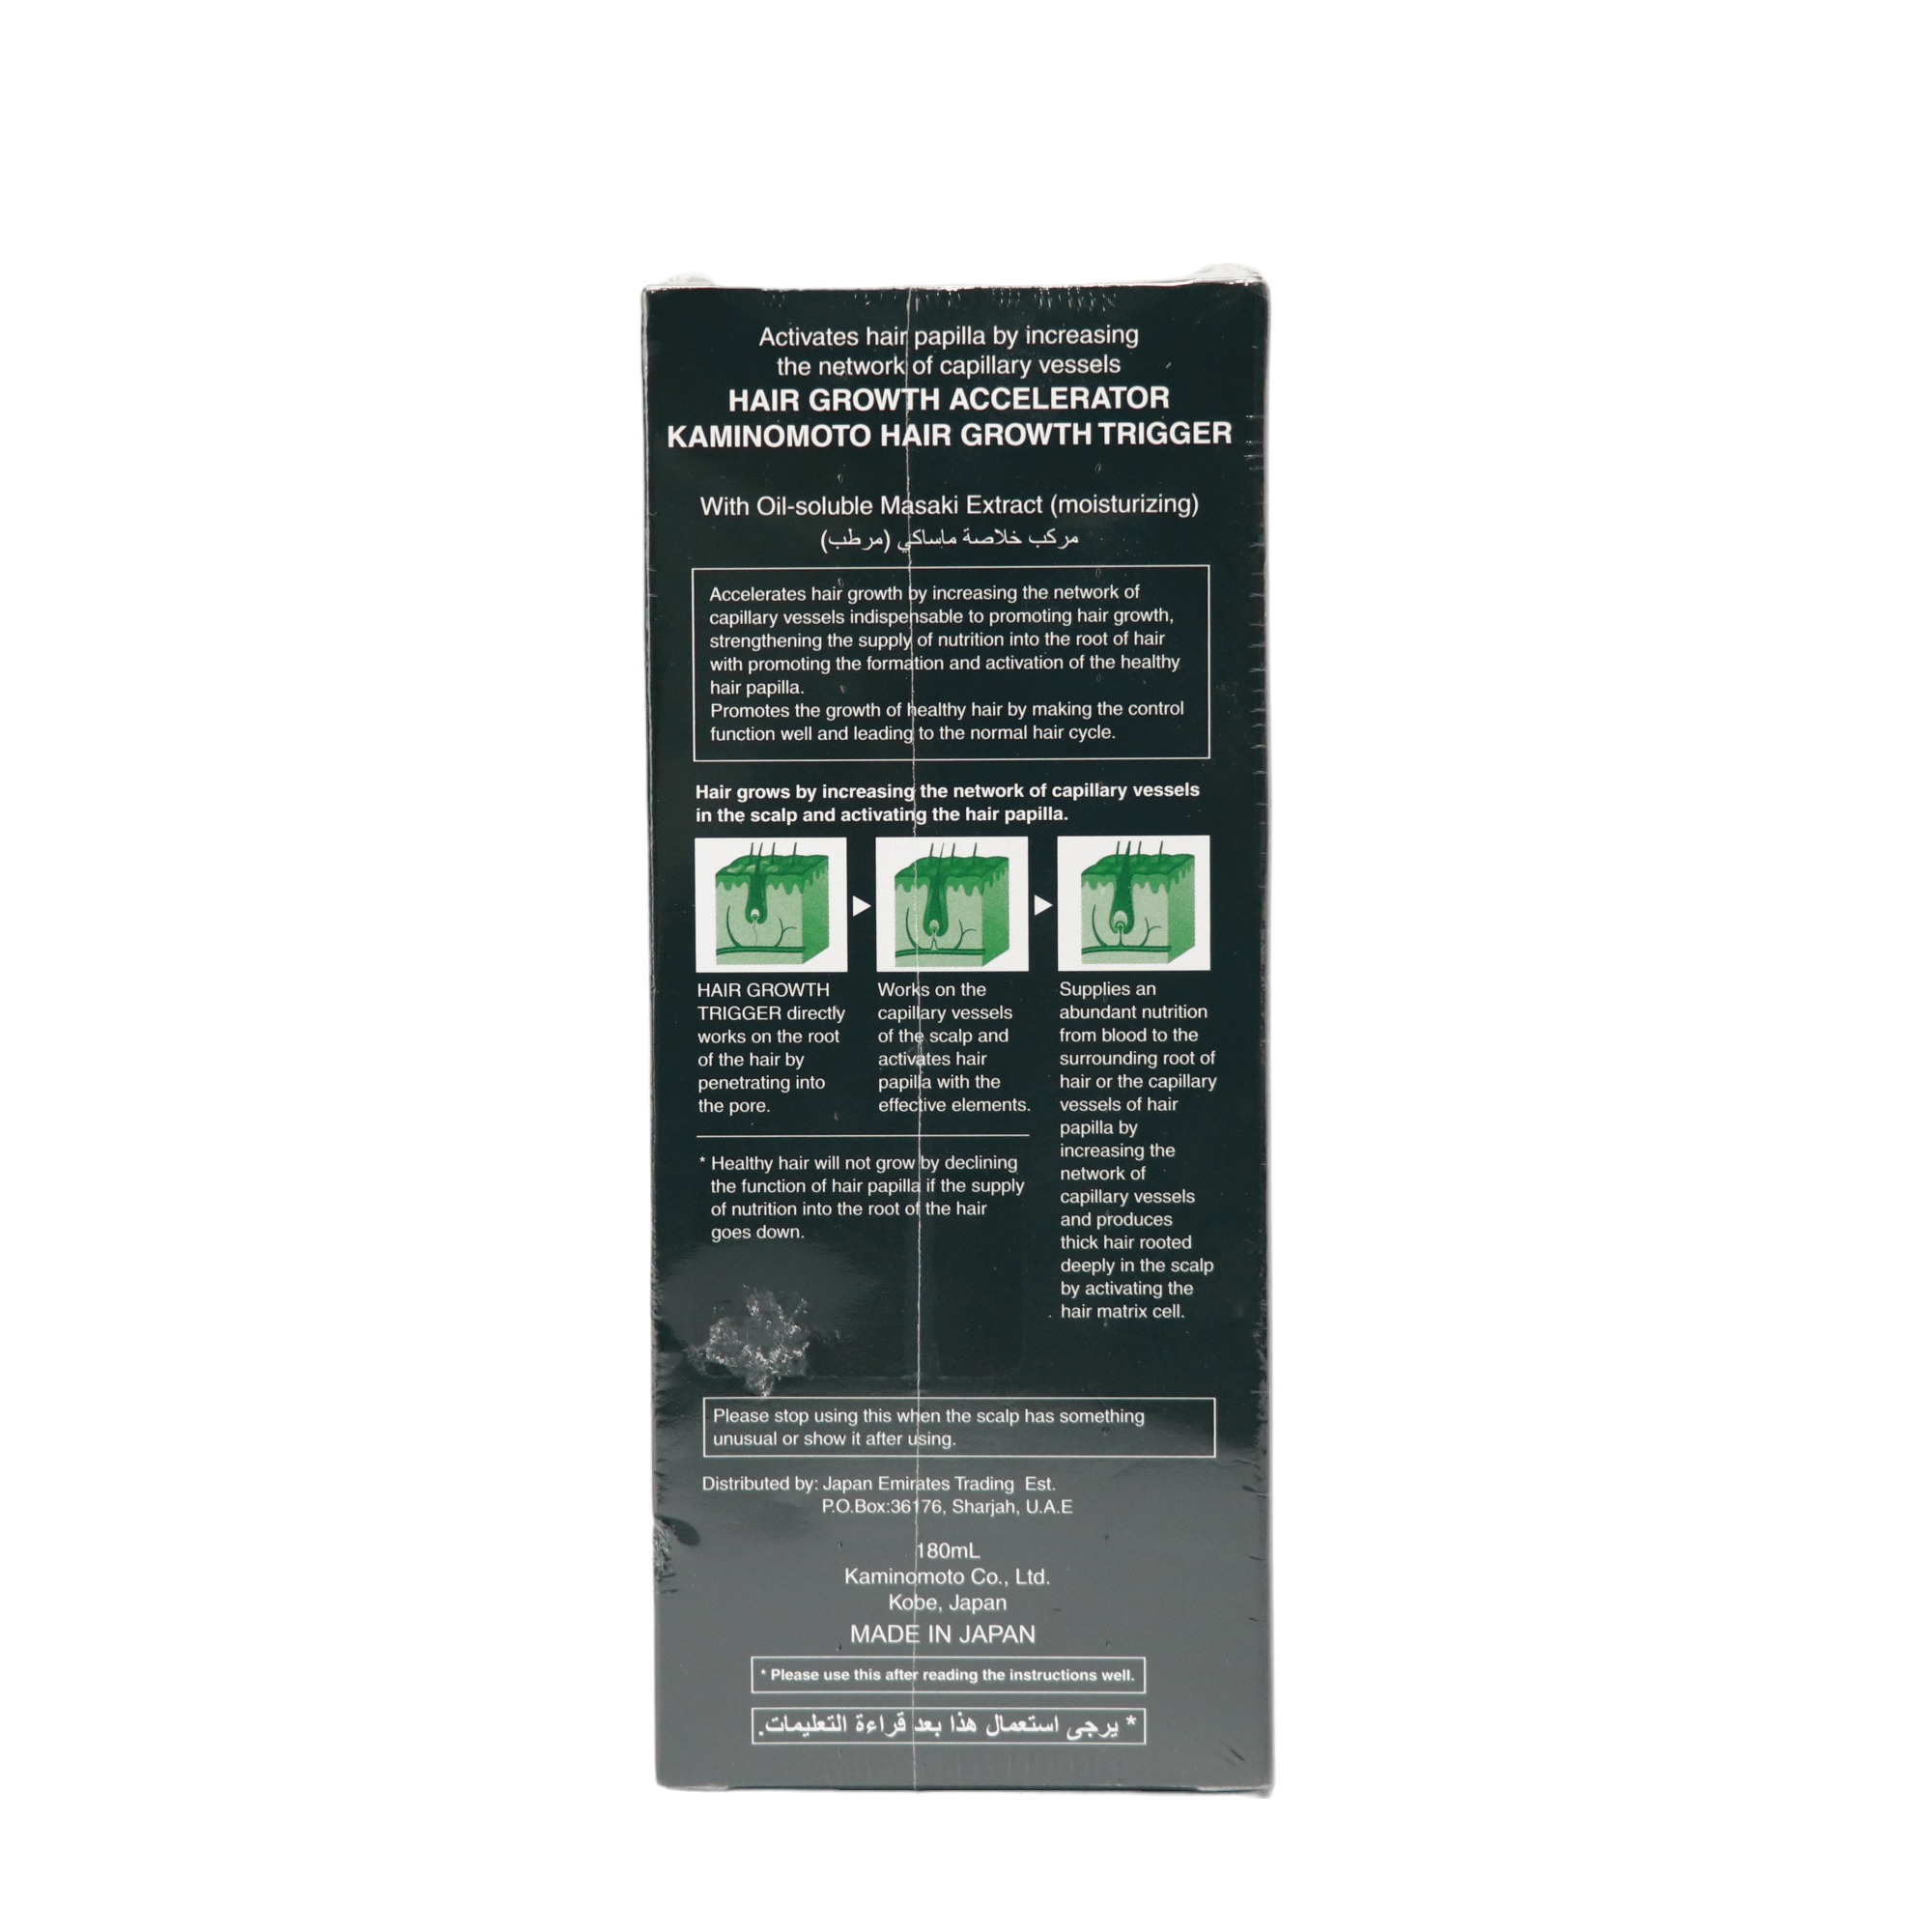 Activates hair papilla by increasing
the network of capillary vessels
HAIR GROWTH ACCELERATOR
KAMINOMOTO HAIR GROWTH TRIGGER
With Oil-soluble Masaki Extract (moisturizing)
مركب خلاصة ماساكي (مرطب)
Accelerates hair growth by increasing the network of
capillary vessels indispensable to promoting hair growth,
strengthening the supply of nutrition into the root of hair
with promoting the formation and activation of the healthy
hair papilla.
Promotes the growth of healthy hair by making the control
function well and leading to the normal hair cycle.
Hair grows by increasing the network of capillary vessels
in the scalp and activating the hair papilla.
HAIR GROWTH
TRIGGER directly
works on the root
of the hair by
penetrating into
the pore.
Works on the
capillary vessels
of the scalp and
activates hair
papilla with the
effective elements.
Supplies an
abundant nutrition
from blood to the
surrounding root of
hair or the capillary
vessels of hair
papilla by
increasing the
network of
capillary vessels
and produces
thick hair rooted
deeply in the scalp
by activating the
hair matrix cell.
* Healthy hair will not grow by declining
the function of hair papilla if the supply
of nutrition into the root of the hair
goes down.
Please stop using this when the scalp has something
unusual or show it after using.
Distributed by: Japan Emirates Trading Est.
P.O.Box:36176, Sharjah, U.A.E
180mL
Kaminomoto Co., Ltd.
Kobe, Japan
MADE IN JAPAN
* Please use this after reading the instructions well.
* يرجى استعمال هذا بعد قراءة التعليمات.